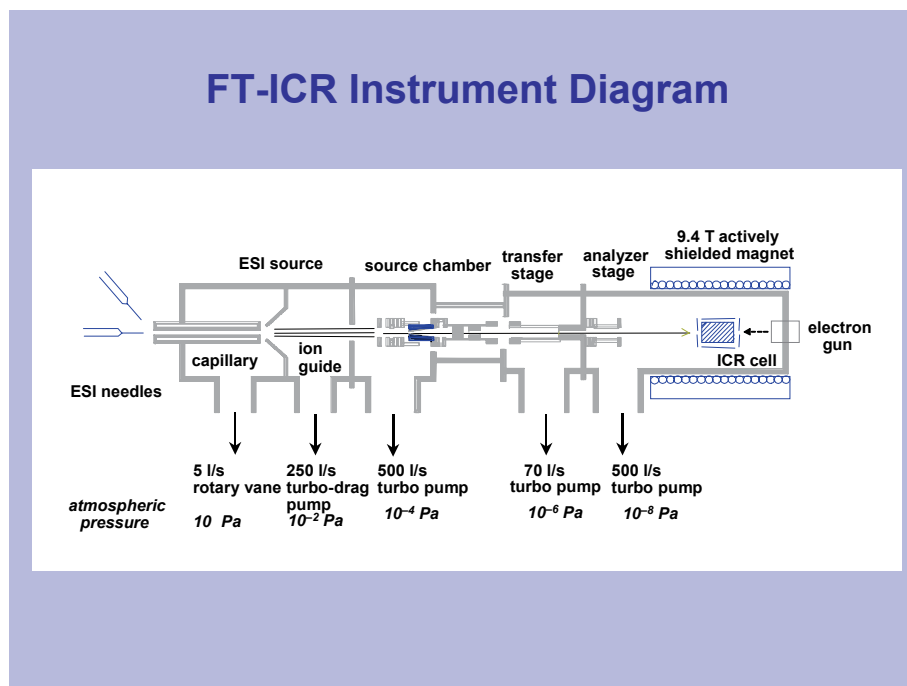 FT-ICR Instrument Diagram
9.4 T actively
shielded magnet
ESI source
source chamber
transfer
stage
analyzer
stage
capillary
ion
guide
ICR cell
electron
gun
ESI needles
5 l/s
rotary vane
250 l/s
turbo-drag
pump
500 l/s
turbo pump
70 l/s
turbo pump
500 l/s
turbo pump
atmospheric
pressure
10 Pa
10⁻² Pa
10⁻⁴ Pa
10⁻⁶ Pa
10⁻⁸ Pa